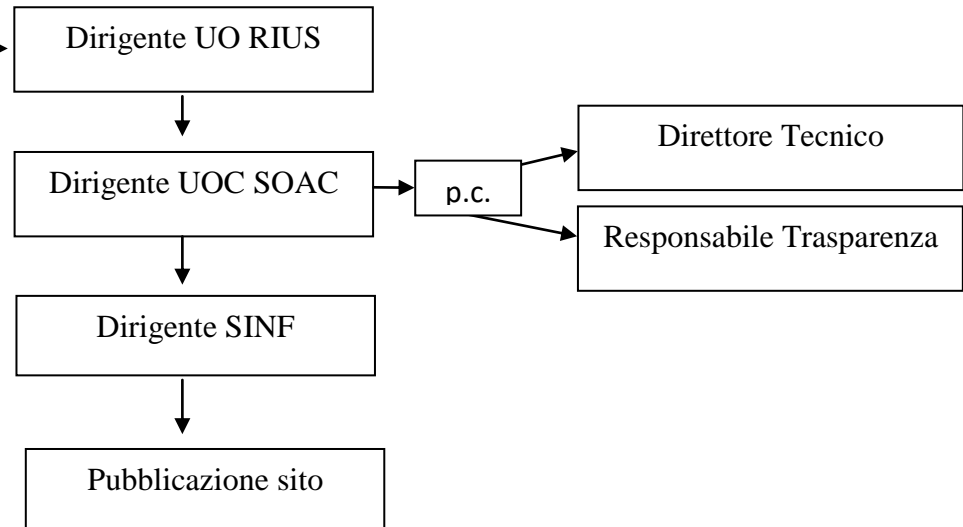 Dirigente UO RIUS
Direttore Tecnico
Dirigente UOC SOAC
p.c.
Responsabile Trasparenza
Dirigente SINF
Pubblicazione sito